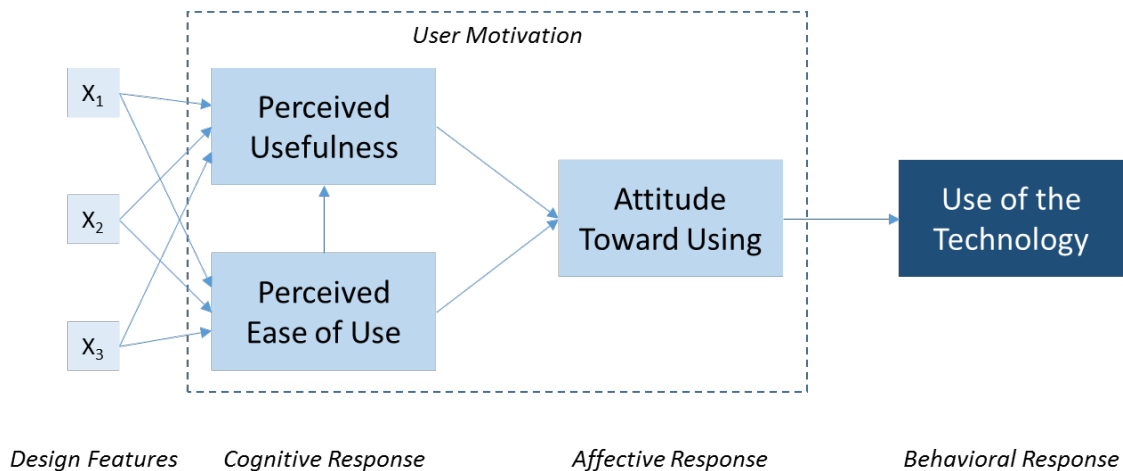 User Motivation
X₁
Perceived
Usefulness
X₂
Attitude
Toward Using
Use of the
Technology
Perceived
Ease of Use
X₃
Design Features
Cognitive Response
Affective Response
Behavioral Response